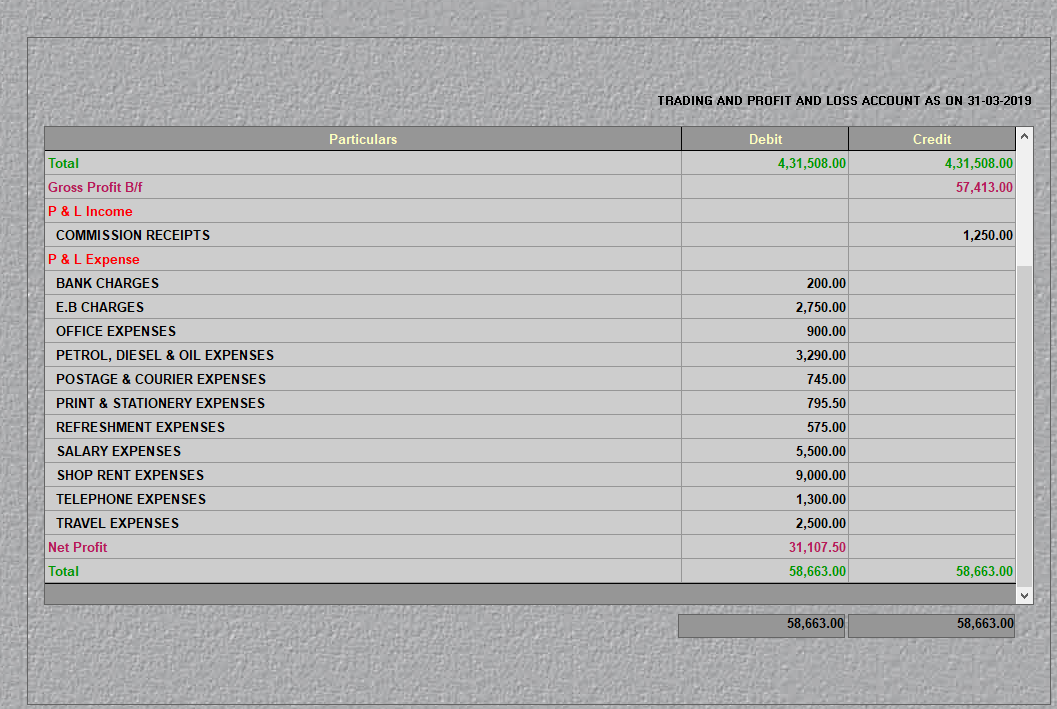 TRADING AND PROFIT AND LOSS ACCOUNT AS ON 31-03-2019
Particulars Debit Credit
Total 4,31,508.00 4,31,508.00
Gross Profit B/f 57,413.00
P & L Income
COMMISSION RECEIPTS 1,250.00
P & L Expense
BANK CHARGES 200.00
E.B CHARGES 2,750.00
OFFICE EXPENSES 900.00
PETROL, DIESEL & OIL EXPENSES 3,290.00
POSTAGE & COURIER EXPENSES 745.00
PRINT & STATIONERY EXPENSES 795.50
REFRESHMENT EXPENSES 575.00
SALARY EXPENSES 5,500.00
SHOP RENT EXPENSES 9,000.00
TELEPHONE EXPENSES 1,300.00
TRAVEL EXPENSES 2,500.00
Net Profit 31,107.50
Total 58,663.00 58,663.00
58,663.00 58,663.00